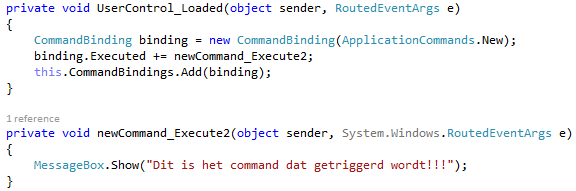 private void UserControl_Loaded(object sender, RoutedEventArgs e)
{
CommandBinding binding = new CommandBinding(ApplicationCommands.New);
binding.Executed += newCommand_Execute2;
this.CommandBindings.Add(binding);
}
1 reference
private void newCommand_Execute2(object sender, System.Windows.RoutedEventArgs e)
{
MessageBox.Show("Dit is het command dat getriggerd wordt!!!");
}